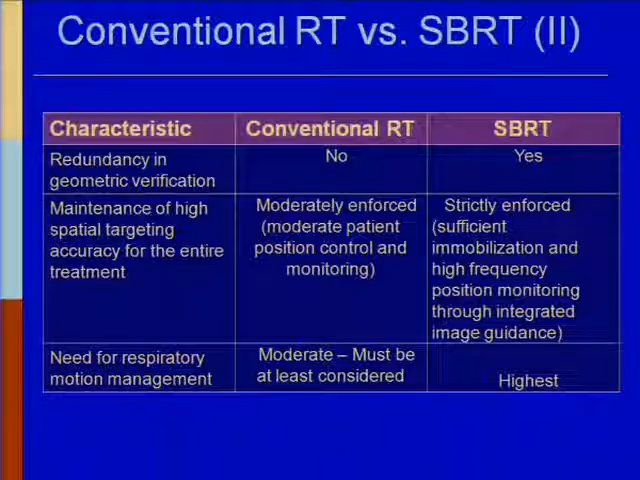 Conventional RT vs. SBRT (II)
Characteristic Conventional RT SBRT
Redundancy in
geometric verification
No
Yes
Maintenance of high
spatial targeting
accuracy for the entire
treatment
Moderately enforced
(moderate patient
position control and
monitoring)
Strictly enforced
(sufficient
immobilization and
high frequency
position monitoring
through integrated
image guidance)
Need for respiratory
motion management
Moderate – Must be
at least considered
Highest